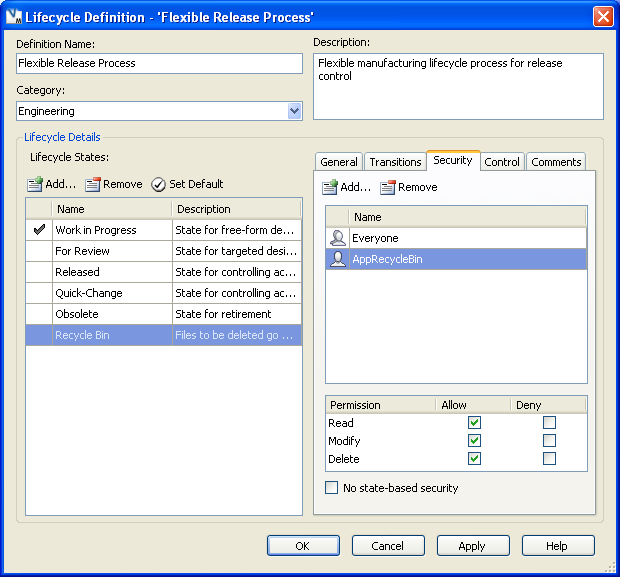 Lifecycle Definition - 'Flexible Release Process'
Definition Name:
Flexible Release Process
Description:
Flexible manufacturing lifecycle process for release
control
Category:
Engineering
Lifecycle Details
Lifecycle States:
Add... Remove Set Default
Name Description
Work in Progress State for free-form de...
For Review State for targeted desi...
Released State for controlling ac...
Quick-Change State for controlling ac...
Obsolete State for retirement
Recycle Bin Files to be deleted go ...
General Transitions Security Control Comments
Add... Remove
Name
Everyone
AppRecycleBin
Permission Allow Deny
Read
Modify
Delete
No state-based security
OK Cancel Apply Help